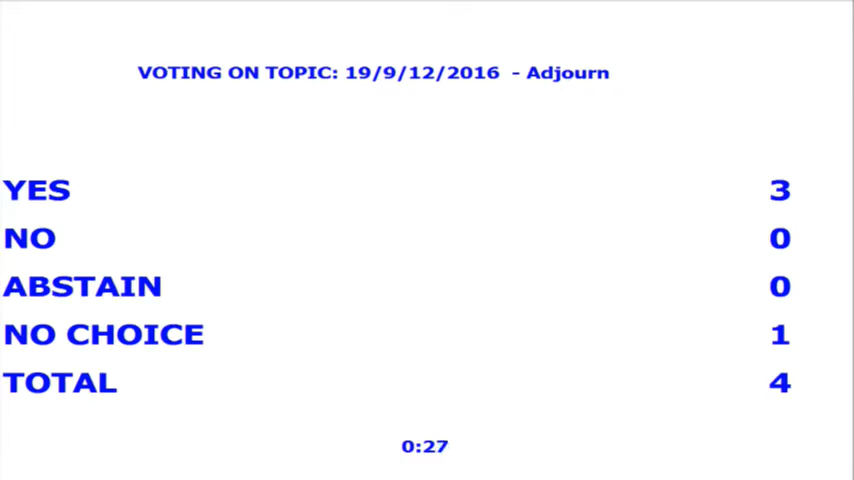 VOTING ON TOPIC: 19/9/12/2016 - Adjourn
YES 3
NO 0
ABSTAIN 0
NO CHOICE 1
TOTAL 4
0:27